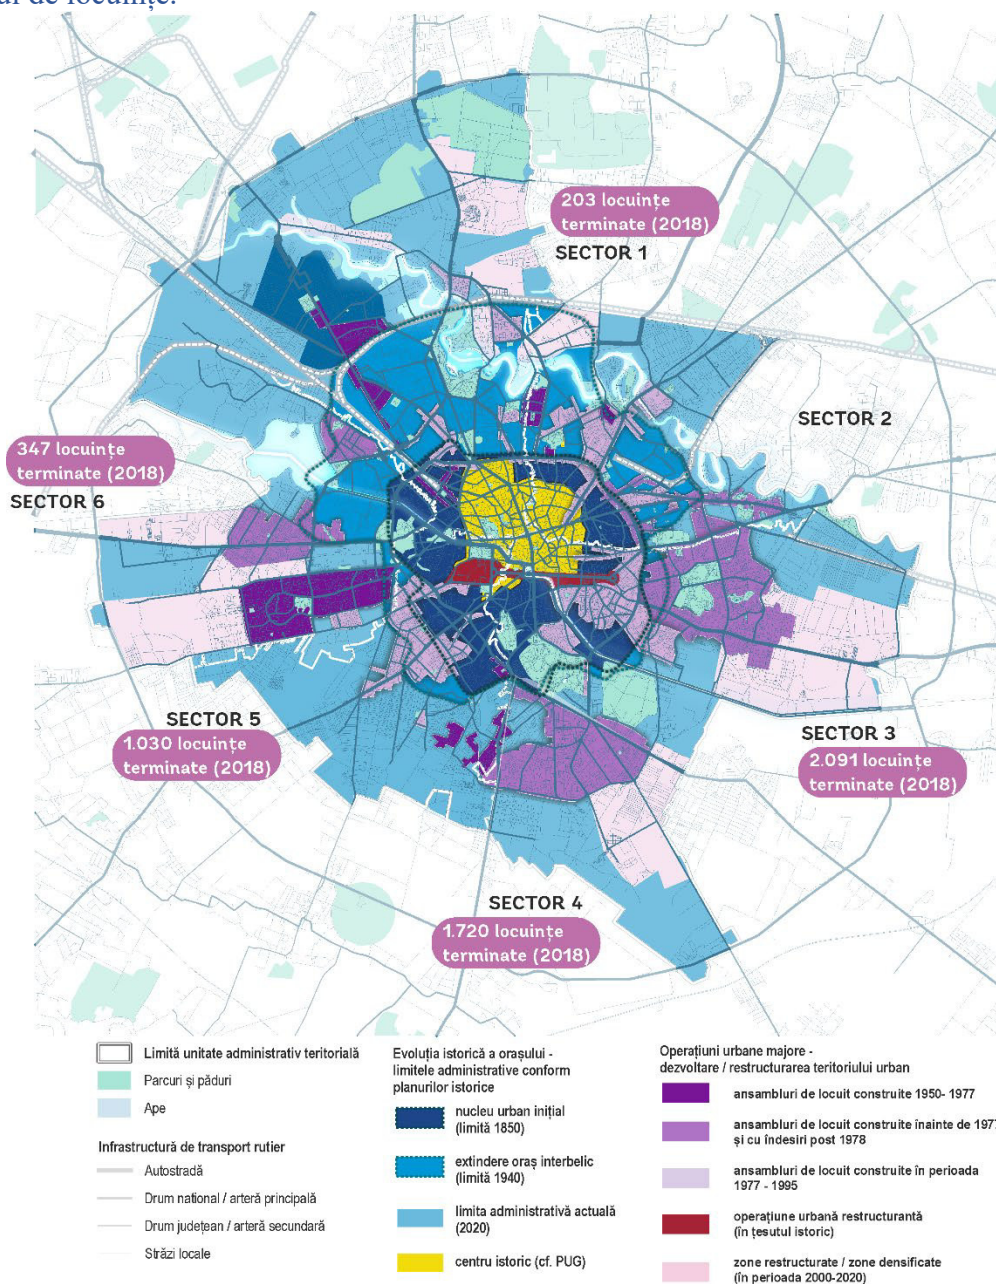 ul de locuințe.
203 locuințe
terminate (2018)
SECTOR 1
SECTOR 2
347 locuințe
terminate (2018)
SECTOR 6
SECTOR 5
1.030 locuințe
terminate (2018)
SECTOR 3
2.091 locuințe
terminate (2018)
SECTOR 4
1.720 locuințe
terminate (2018)
Limită unitate administrativ teritorială
Parcuri și păduri
Ape
Infrastructură de transport rutier
Autostradă
Drum național / arteră principală
Drum județean / arteră secundară
Străzi locale
Evoluția istorică a orașului -
limitele administrative conform
planurilor istorice
nucleu urban inițial
(limită 1850)
extindere oraș interbelic
(limită 1940)
limita administrativă actuală
(2020)
centru istoric (cf. PUG)
Operațiuni urbane majore -
dezvoltare / restructurarea teritoriului urban
ansambluri de locuit construite 1950- 1977
ansambluri de locuit construite înainte de 1977
și cu îndesiri post 1978
ansambluri de locuit construite în perioada
1977 - 1995
operațiune urbană restructurantă
(în țesutul istoric)
zone restructurate / zone densificate
(în perioada 2000-2020)